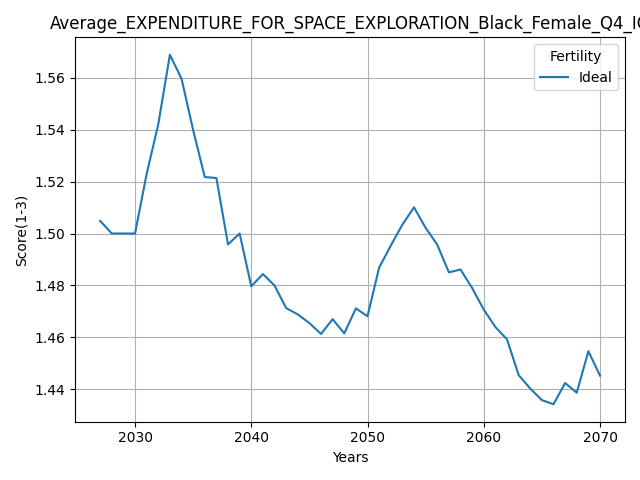 Average_EXPENDITURE_FOR_SPACE_EXPLORATION_Black_Female_Q4_IQ
Fertility
Ideal
1.56
1.54
1.52
1.50
1.48
1.46
1.44
Score(1-3)
2030 2040 2050 2060 2070
Years